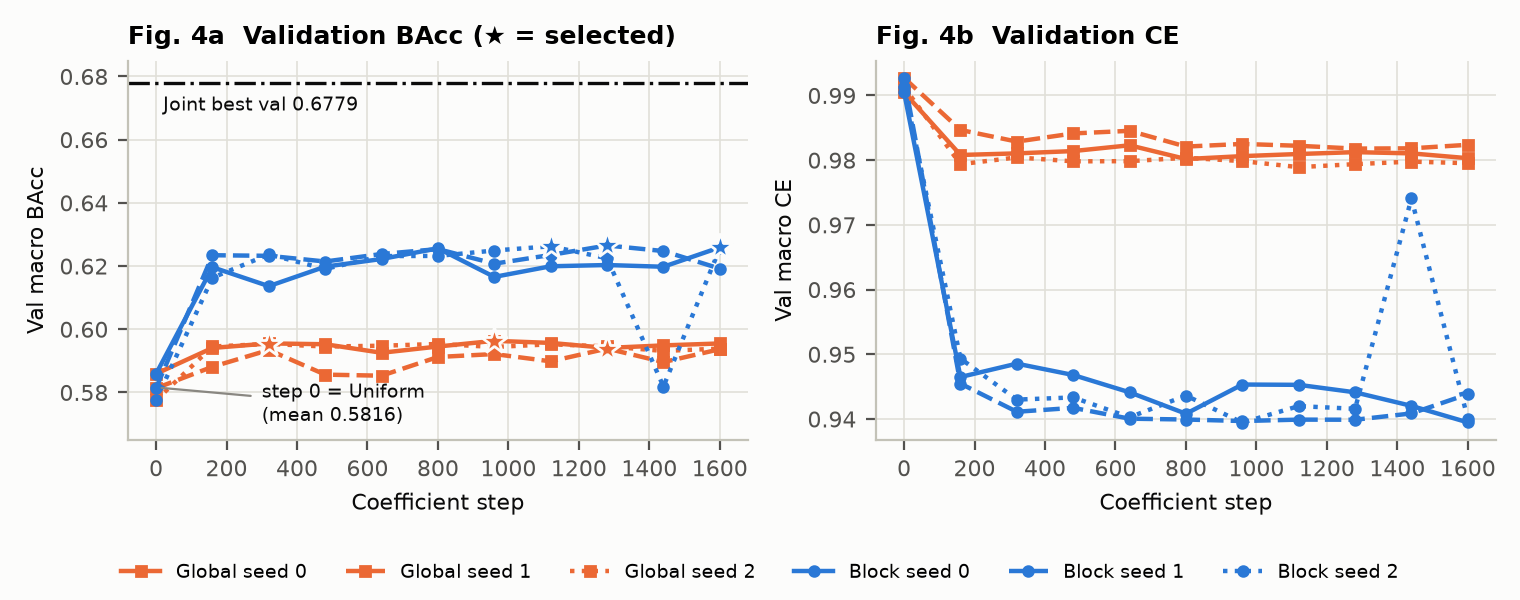 Fig. 4a  Validation BAcc (★ = selected)
Val macro BAcc
0.68
0.66
0.64
0.62
0.60
0.58
Joint best val 0.6779
step 0 = Uniform
(mean 0.5816)
0 200 400 600 800 1000 1200 1400 1600
Coefficient step
Fig. 4b  Validation CE
Val macro CE
0.99
0.98
0.97
0.96
0.95
0.94
0 200 400 600 800 1000 1200 1400 1600
Coefficient step
Global seed 0 Global seed 1 Global seed 2 Block seed 0 Block seed 1 Block seed 2